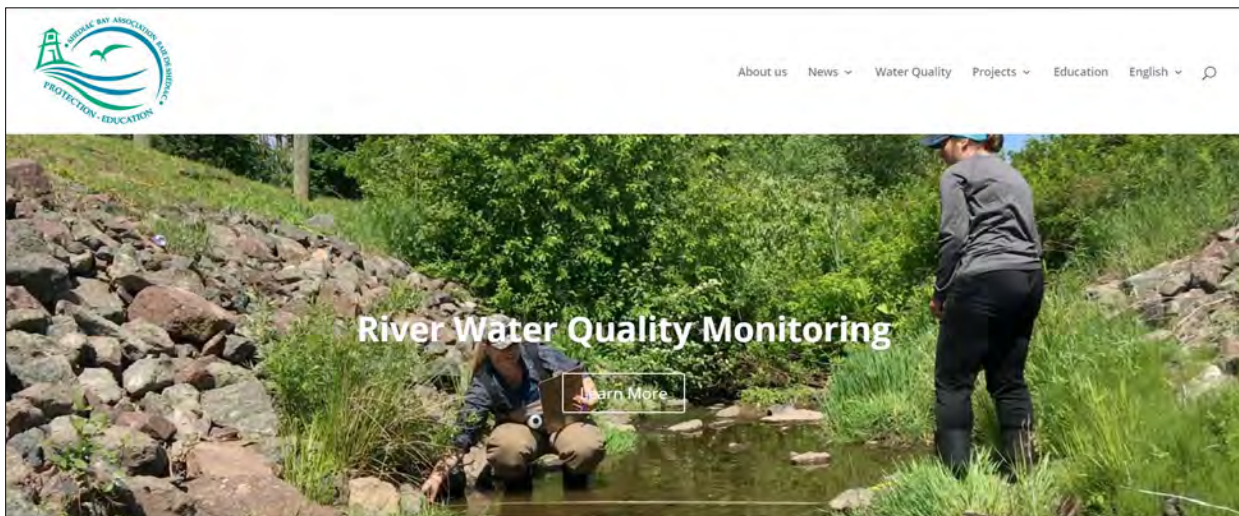 SHEDIAC BAY ASSOCIATION BAIE DE SHEDIAC
PROTECTION - EDUCATION
About us News Water Quality Projects Education English
River Water Quality Monitoring
Learn More